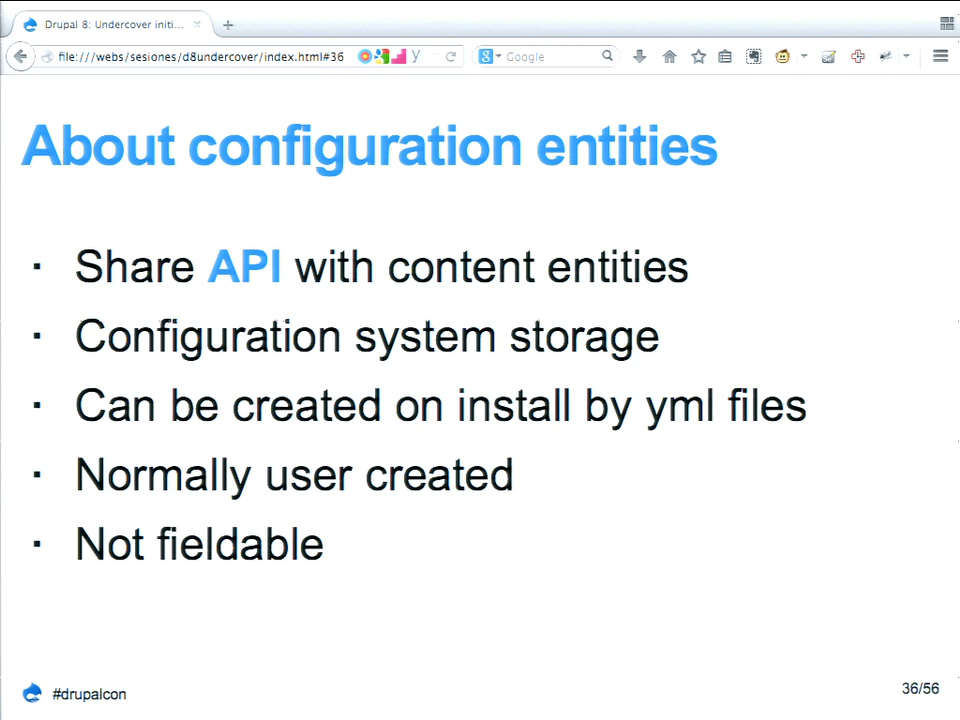 Drupal 8: Undercover initi...
file:///webs/sesiones/d8undercover/index.html#36
Google
About configuration entities
· Share API with content entities
· Configuration system storage
· Can be created on install by yml files
· Normally user created
· Not fieldable
#drupalcon
36/56